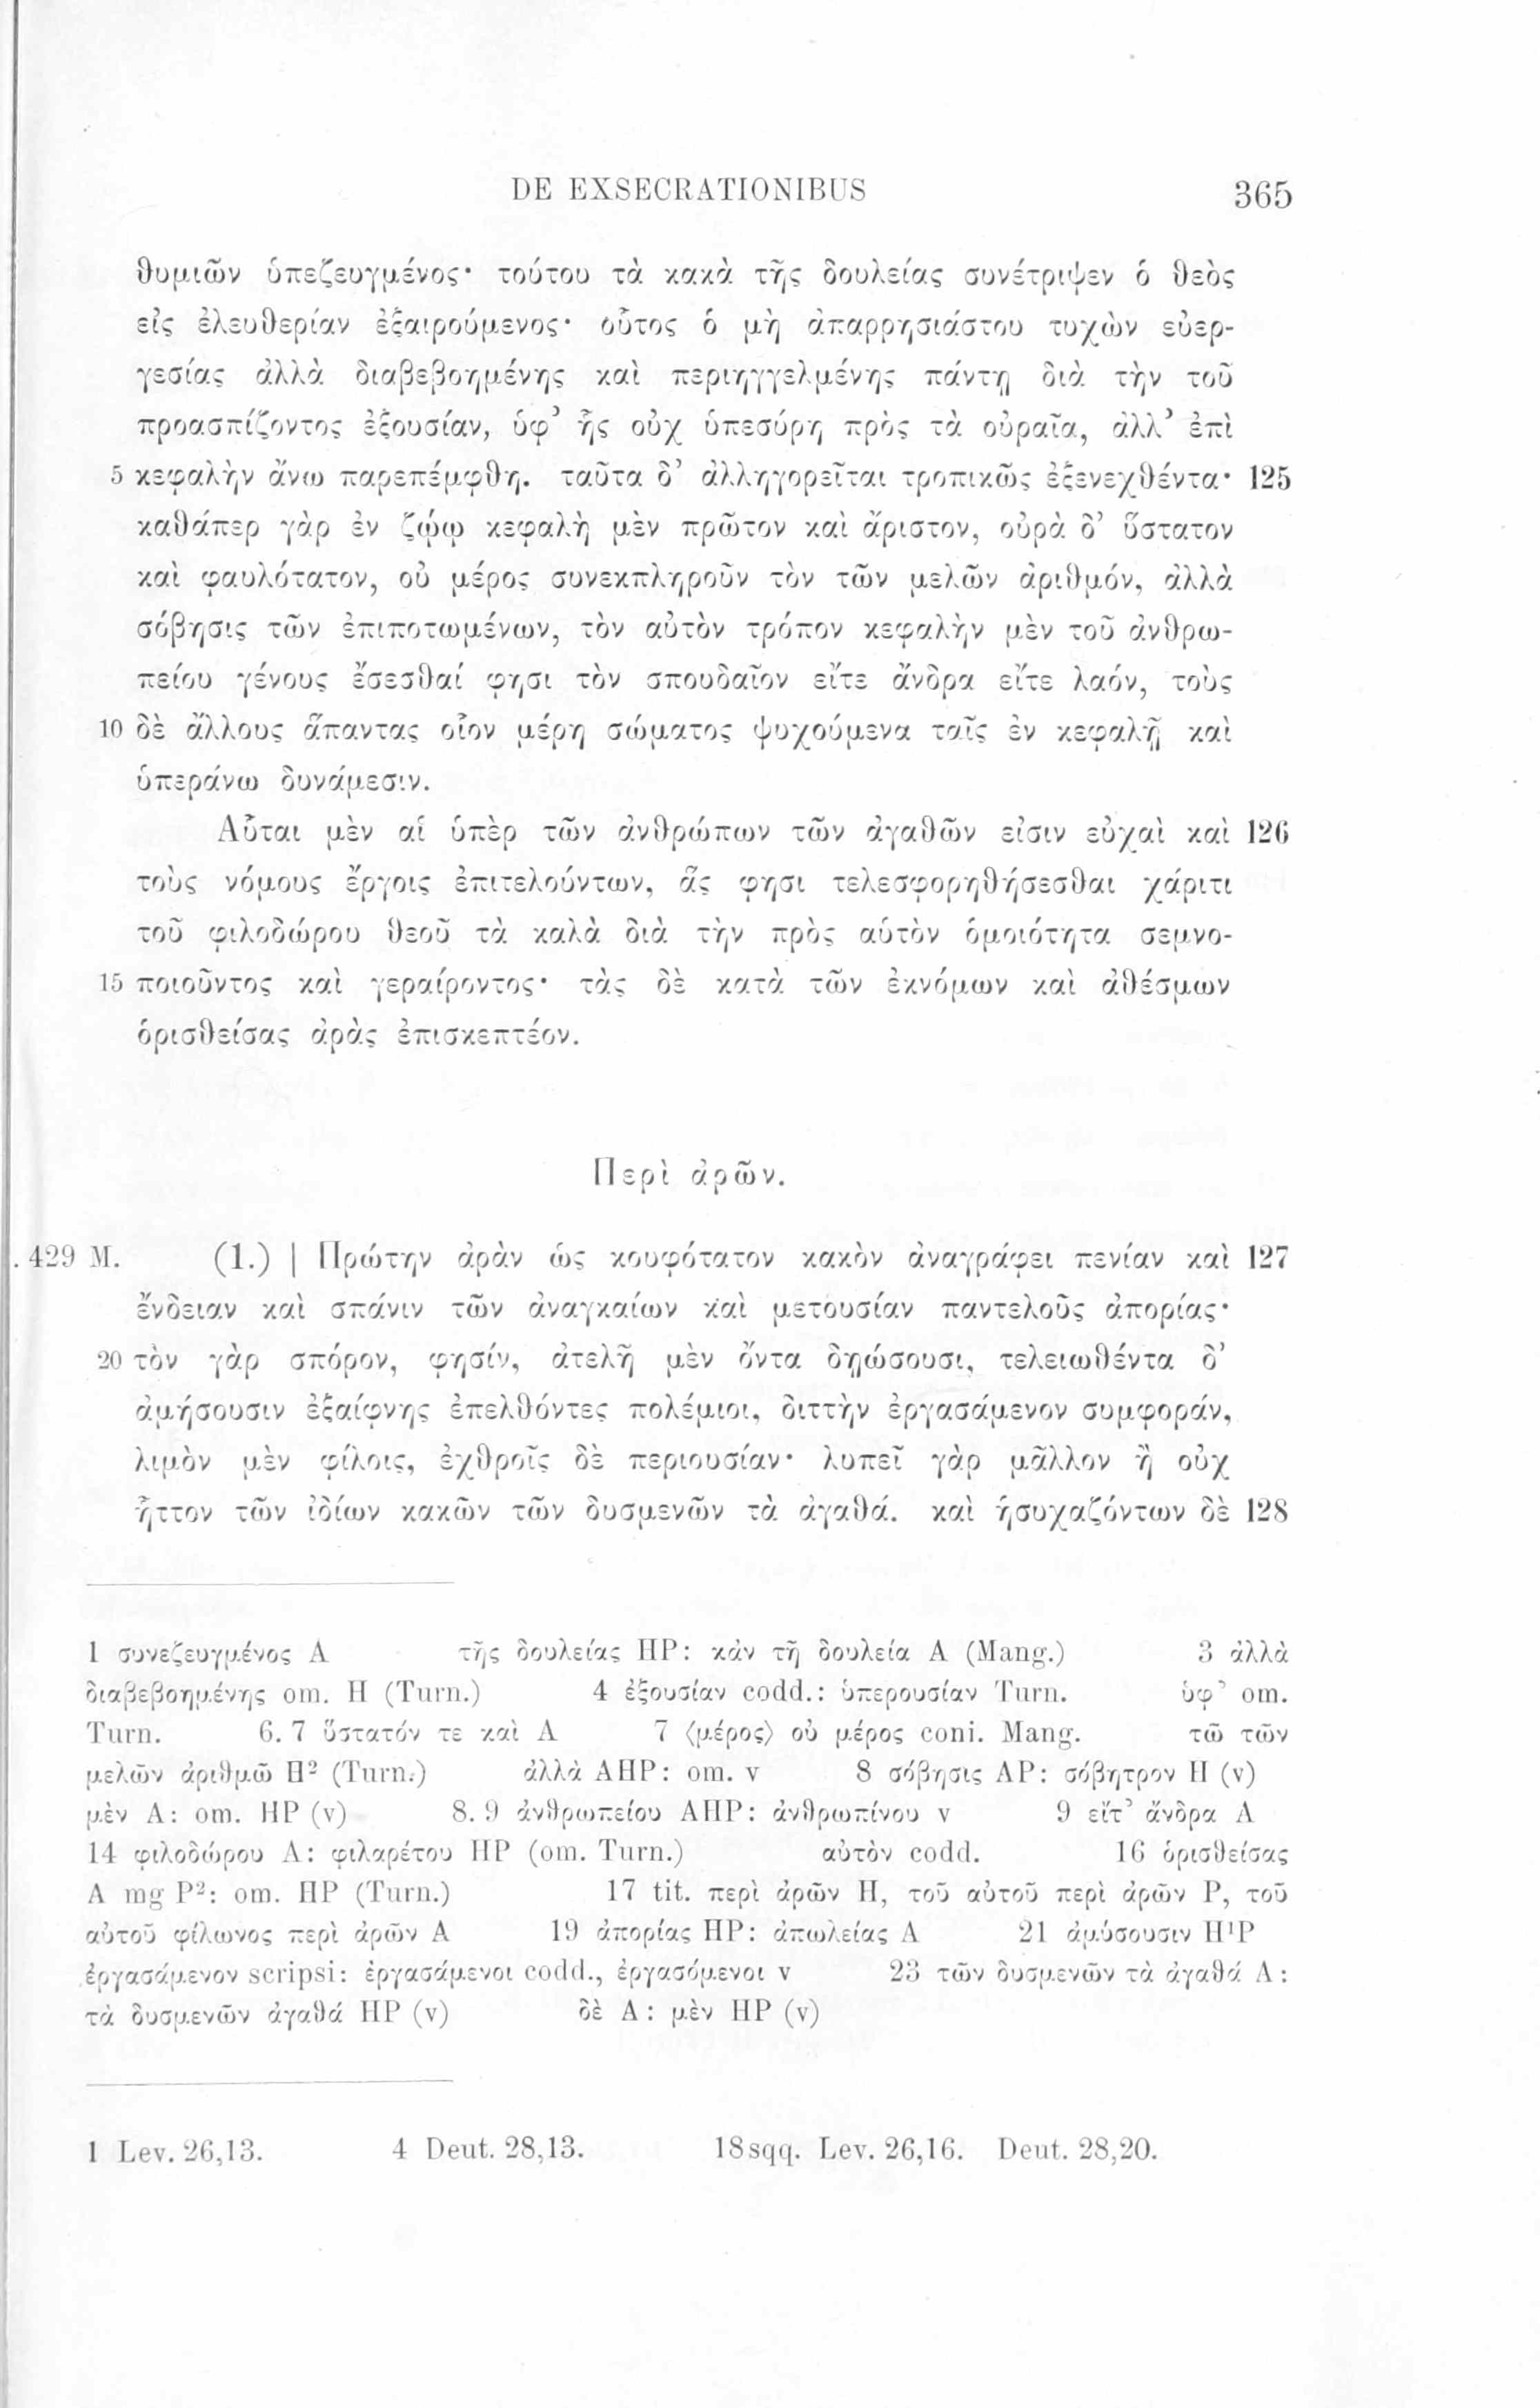 DE EXSECRATIONIBUS 365
θυμιῶν ὑπεζευγμένος· τούτου τὰ κακὰ τῆς δουλείας συνέτριψεν ὁ θεὸς
εἰς ἐλευθερίαν ἐξαιρούμενος· οὗτος ὁ μὴ ἀπαρρησιάστου τυχὼν εὐερ-
γεσίας ἀλλὰ διαβεβοημένης καὶ περιηγγελμένης πάντῃ διὰ τὴν τοῦ
προασπίζοντος ἐξουσίαν, ὑφ’ ἧς οὐχ ὑπεσύρη πρὸς τὰ οὐραῖα, ἀλλ’ ἐπὶ
5 κεφαλὴν ἄνω παρεπέμφθη. ταῦτα δ’ ἀλληγορεῖται τροπικῶς ἐξενεχθέντα· 125
καθάπερ γὰρ ἐν ζῴῳ κεφαλὴ μὲν πρῶτον καὶ ἄριστον, οὐρὰ δ’ ὕστατον
καὶ φαυλότατον, οὐ μέρος συνεκπληροῦν τὸν τῶν μελῶν ἀριθμόν, ἀλλὰ
σόβησις τῶν ἐπιποτωμένων, τὸν αὐτὸν τρόπον κεφαλὴν μὲν τοῦ ἀνθρω-
πείου γένους ἔσεσθαί φησι τὸν σπουδαῖον εἴτε ἄνδρα εἴτε λαόν, τοὺς
10 δὲ ἄλλους ἅπαντας οἷον μέρη σώματος ψυχούμενα ταῖς ἐν κεφαλῇ καὶ
ὑπεράνω δυνάμεσιν.
Αὗται μὲν αἱ ὑπὲρ τῶν ἀνθρώπων τῶν ἀγαθῶν εἰσιν εὐχαὶ καὶ 126
τοὺς νόμους ἔργοις ἐπιτελούντων, ἅς φησι τελεσφορηθήσεσθαι χάριτι
τοῦ φιλοδώρου θεοῦ τὰ καλὰ διὰ τὴν πρὸς αὑτὸν ὁμοιότητα σεμνο-
15 ποιοῦντος καὶ γεραίροντος· τὰς δὲ κατὰ τῶν ἐκνόμων καὶ ἀθέσμων
ὁρισθείσας ἀρὰς ἐπισκεπτέον.
Περὶ ἀρῶν.
. 429 M. (1.) | Πρώτην ἀρὰν ὡς κουφότατον κακὸν ἀναγράφει πενίαν καὶ 127
ἔνδειαν καὶ σπάνιν τῶν ἀναγκαίων καὶ μετουσίαν παντελοῦς ἀπορίας·
20 τὸν γὰρ σπόρον, φησίν, ἀτελῆ μὲν ὄντα δῃώσουσι, τελειωθέντα δ’
ἀμήσουσιν ἐξαίφνης ἐπελθόντες πολέμιοι, διττὴν ἐργασάμενον συμφοράν,
λιμὸν μὲν φίλοις, ἐχθροῖς δὲ περιουσίαν· λυπεῖ γὰρ μᾶλλον ἢ οὐχ
ἧττον τῶν ἰδίων κακῶν τῶν δυσμενῶν τὰ ἀγαθά. καὶ ἡσυχαζόντων δὲ 128
1 συνεζευγμένος A τῆς δουλείας HP: κἀν τῆ δουλεία A (Mang.) 3 ἀλλὰ
διαβεβοημένης om. H (Turn.) 4 ἐξουσίαν codd.: ὑπερουσίαν Turn. ὑφ’ om.
Turn. 6. 7 ὕστατόν τε καὶ A 7 ⟨μέρος⟩ οὐ μέρος coni. Mang. τῶ τῶν
μελῶν ἀριθμῶ H² (Turn.) ἀλλὰ AHP: om. v 8 σόβησις AP: σόβητρον H (v)
μὲν A: om. HP (v) 8. 9 ἀνθρωπείου AHP: ἀνθρωπίνου v 9 εἴτ’ ἄνδρα A
14 φιλοδώρου A: φιλαρέτου HP (om. Turn.) αὐτὸν codd. 16 ὁρισθείσας
A mg P²: om. HP (Turn.) 17 tit. περὶ ἀρῶν H, τοῦ αὐτοῦ περὶ ἀρῶν P, τοῦ
αὐτοῦ φίλωνος περὶ ἀρῶν A 19 ἀπορίας HP: ἀπωλείας A 21 ἀμύσουσιν H¹P
ἐργασάμενον scripsi: ἐργασάμενοι codd., ἐργασόμενοι v 23 τῶν δυσμενῶν τὰ ἀγαθά A:
τὰ δυσμενῶν ἀγαθά HP (v) δὲ A: μὲν HP (v)
1 Lev. 26,13. 4 Deut. 28,13. 18 sqq. Lev. 26,16. Deut. 28,20.